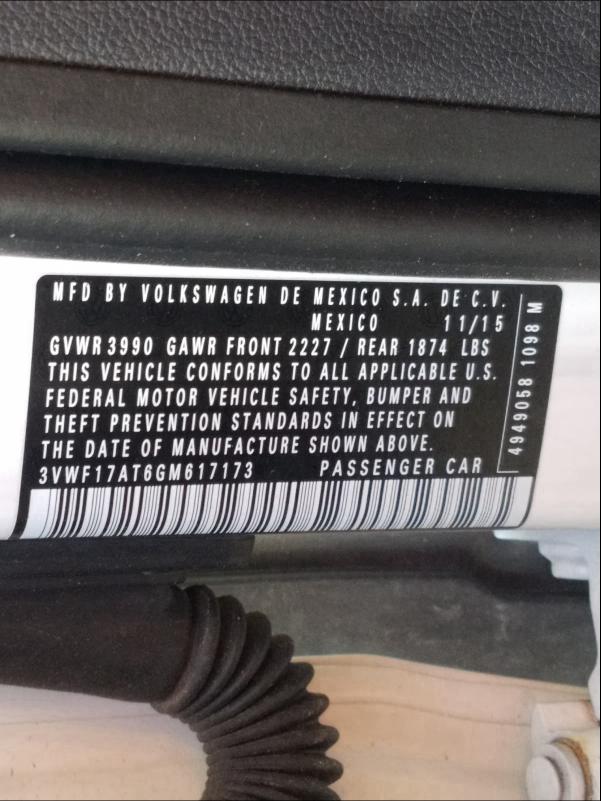 MFD BY VOLKSWAGEN DE MEXICO S.A. DE C.V.
MEXICO 11/15
GVWR 3990 GAWR FRONT 2227 / REAR 1874 LBS
THIS VEHICLE CONFORMS TO ALL APPLICABLE U.S.
FEDERAL MOTOR VEHICLE SAFETY, BUMPER AND
THEFT PREVENTION STANDARDS IN EFFECT ON
THE DATE OF MANUFACTURE SHOWN ABOVE.
3VWF17AT6GM617173 PASSENGER CAR
4949058 1098 M